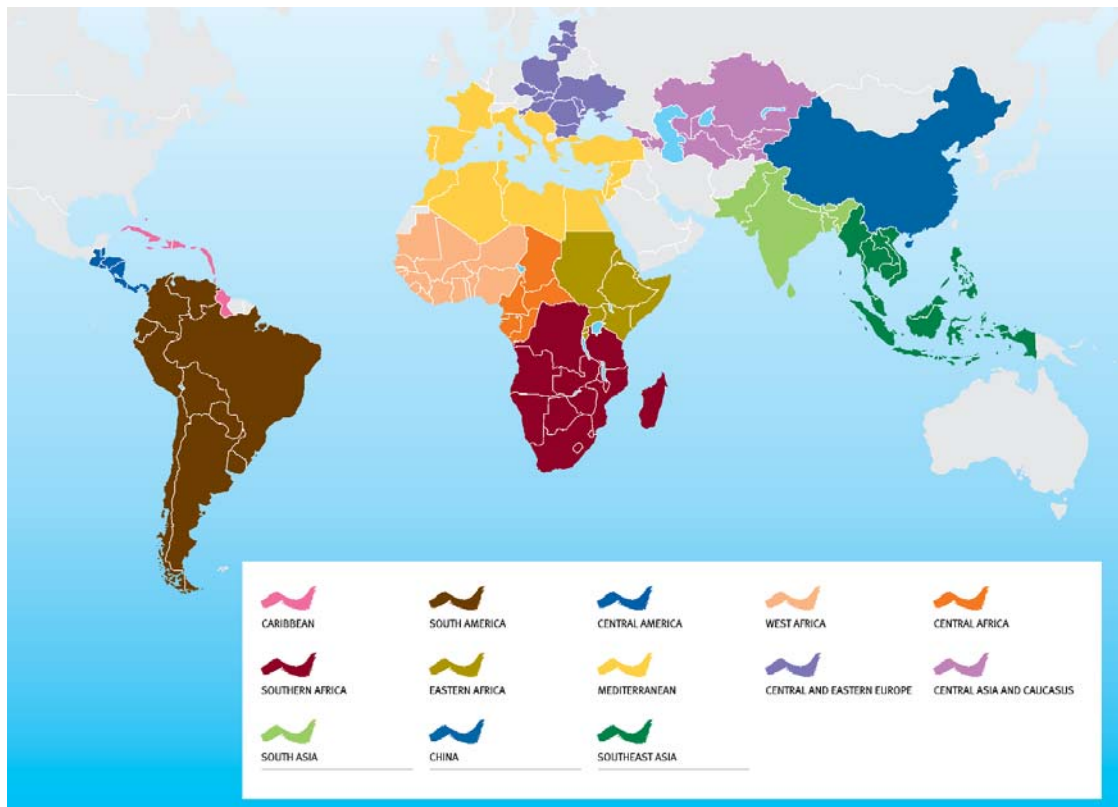 CARIBBEAN
SOUTH AMERICA
CENTRAL AMERICA
WEST AFRICA
CENTRAL AFRICA
SOUTHERN AFRICA
EASTERN AFRICA
MEDITERRANEAN
CENTRAL AND EASTERN EUROPE
CENTRAL ASIA AND CAUCASUS
SOUTH ASIA
CHINA
SOUTHEAST ASIA